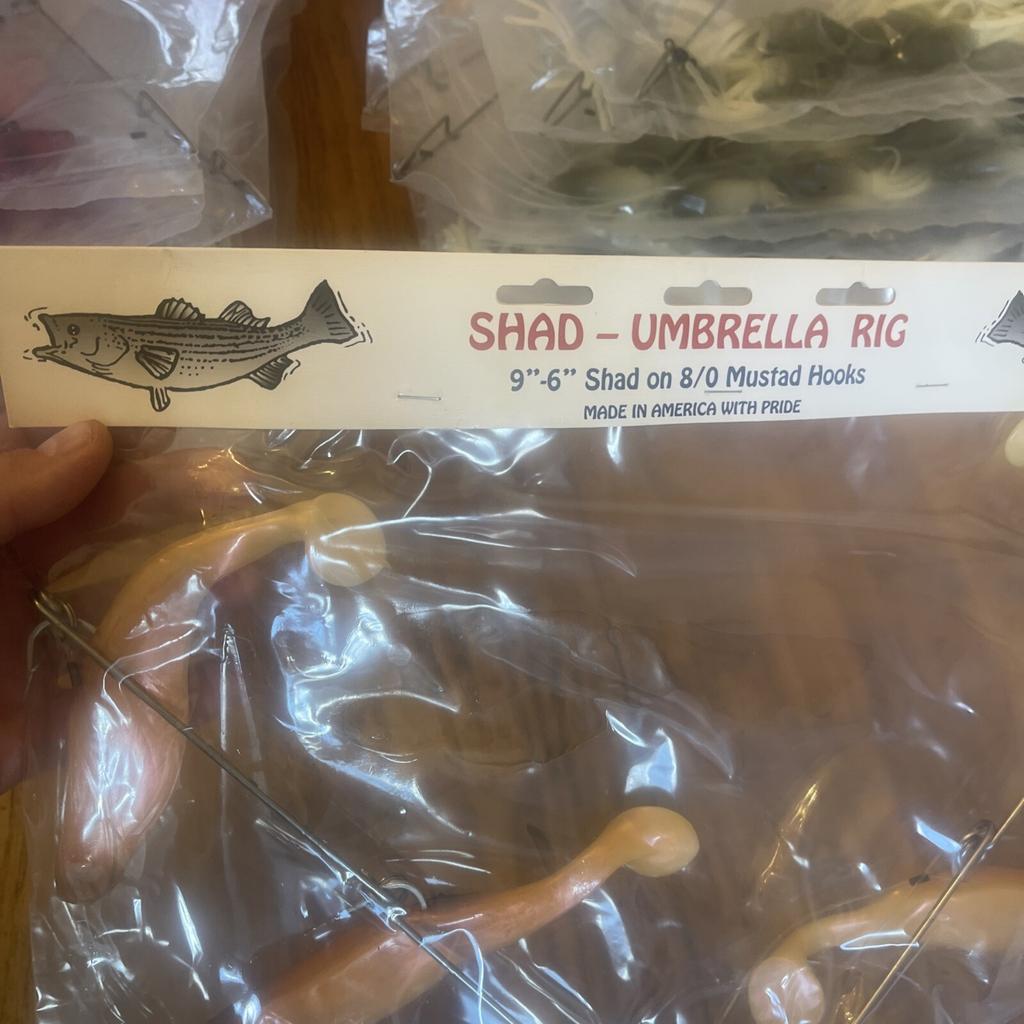 SHAD – UMBRELLA RIG
9”-6” Shad on 8/0 Mustad Hooks
MADE IN AMERICA WITH PRIDE